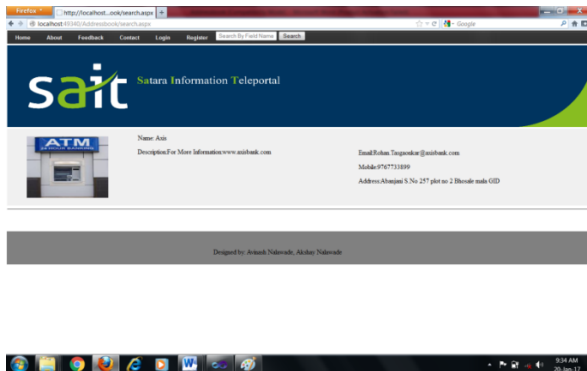 Firefox
http://localhost...ook/search.aspx
localhost:49340/Addressbook/search.aspx
Google
Home About Feedback Contact Login Register Search By Field Name Search
sait
Satara Information Teleportal
ATM
Name: Axis
Description:For More Information:www.axisbank.com
Email:Rohan.Tasgaonkar@axisbank.com
Mobile:9767733899
Address:Abanjani S.No 257 plot no 2 Bhosale mala GID
Designed by: Avinash Nalawade, Akshay Nalawade
9:34 AM
20-Jan-17